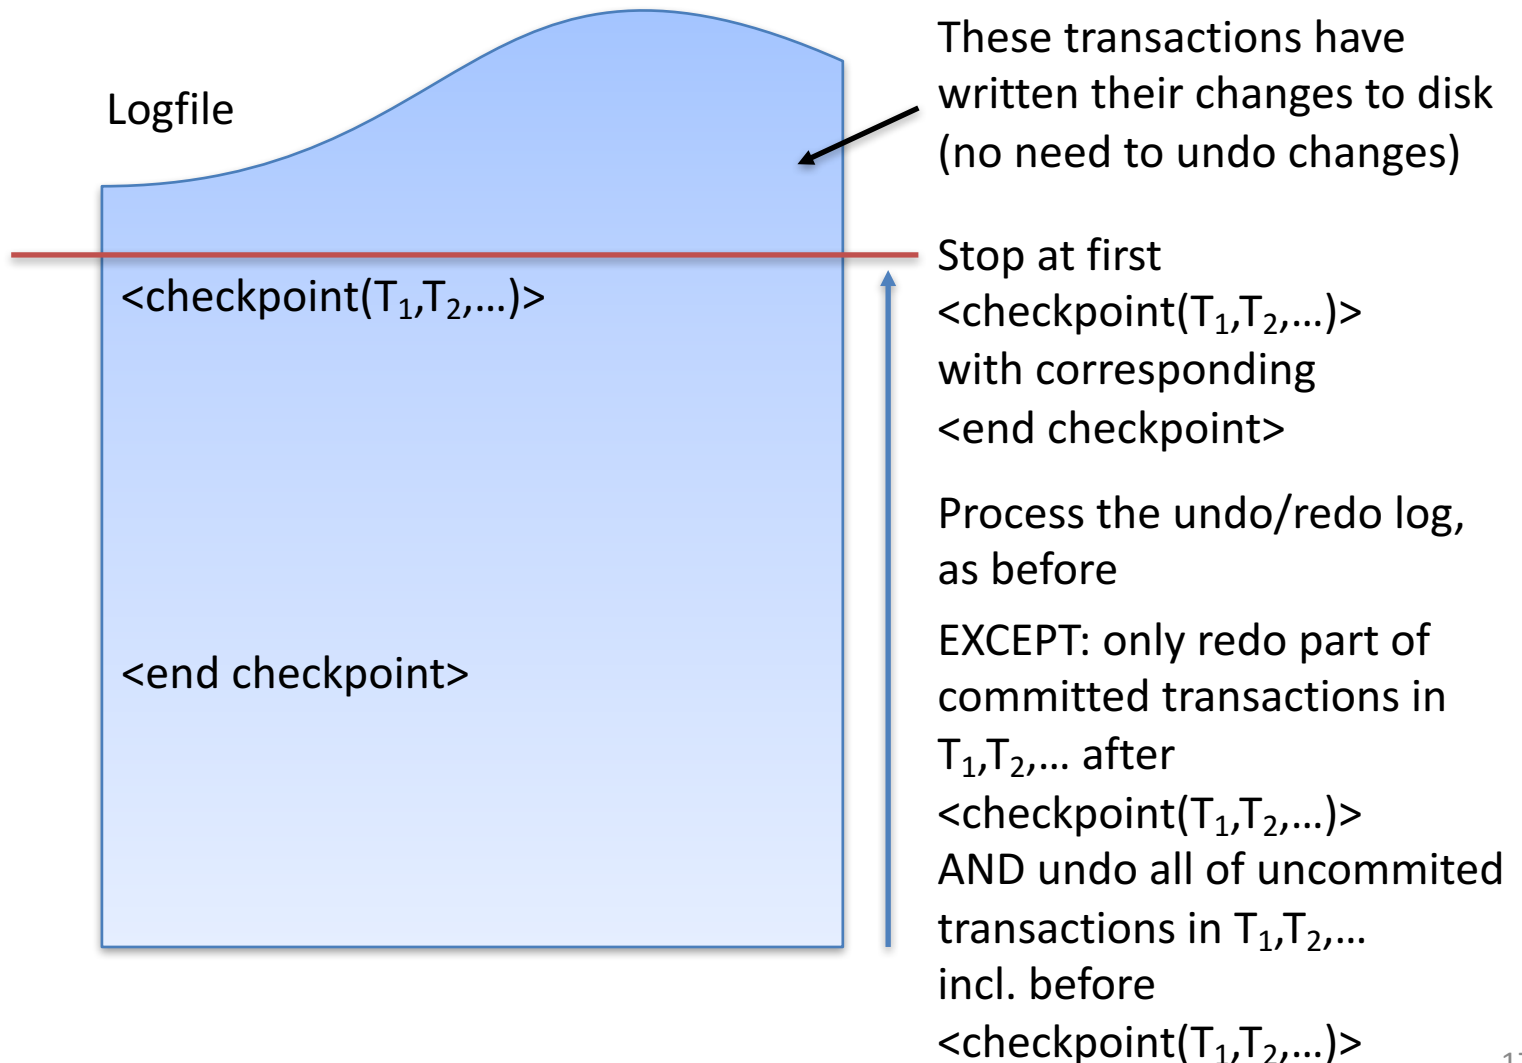 Logfile
These transactions have
written their changes to disk
(no need to undo changes)
<checkpoint(T₁,T₂,...)>
<end checkpoint>
Stop at first
<checkpoint(T₁,T₂,...)>
with corresponding
<end checkpoint>
Process the undo/redo log,
as before
EXCEPT: only redo part of
committed transactions in
T₁,T₂,... after
<checkpoint(T₁,T₂,...)>
AND undo all of uncommited
transactions in T₁,T₂,...
incl. before
<checkpoint(T₁,T₂,...)>